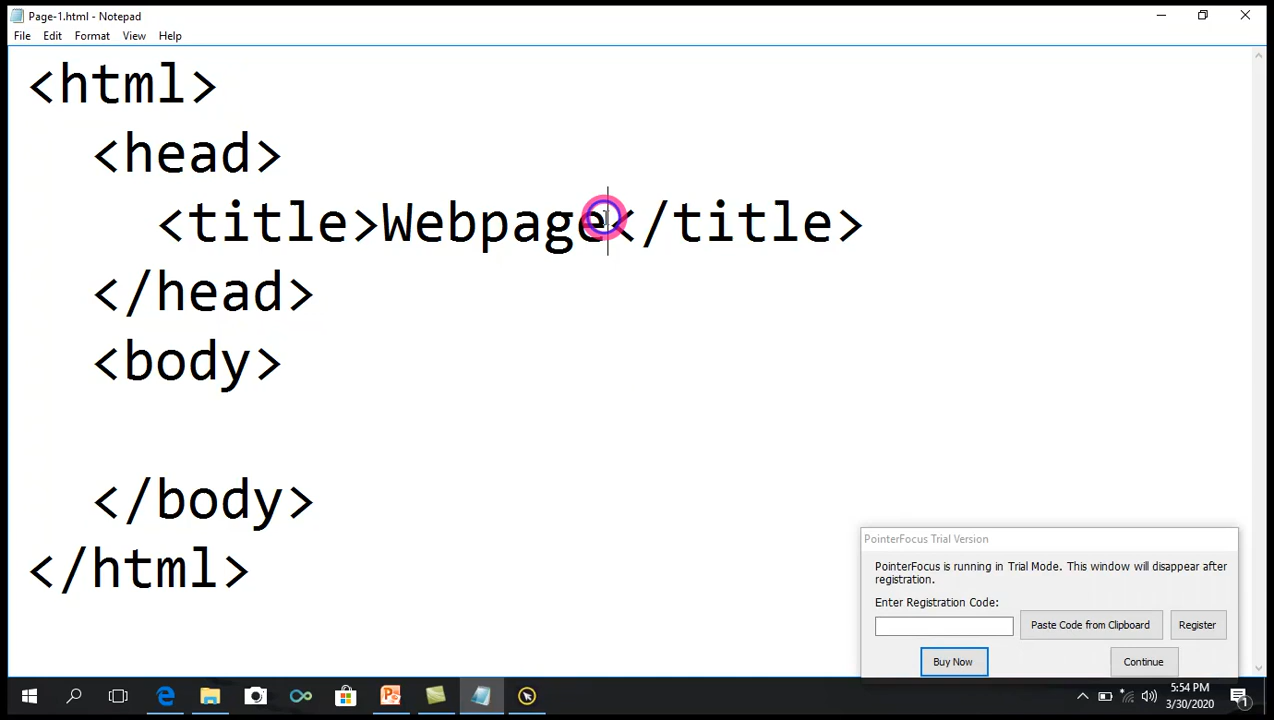 Page-1.html - Notepad
File Edit Format View Help
<html>
<head>
<title>Webpage</title>
</head>
<body>
</body>
</html>
PointerFocus Trial Version
PointerFocus is running in Trial Mode. This window will disappear after
registration.
Enter Registration Code:
Paste Code from Clipboard Register
Buy Now Continue
5:54 PM
3/30/2020
1